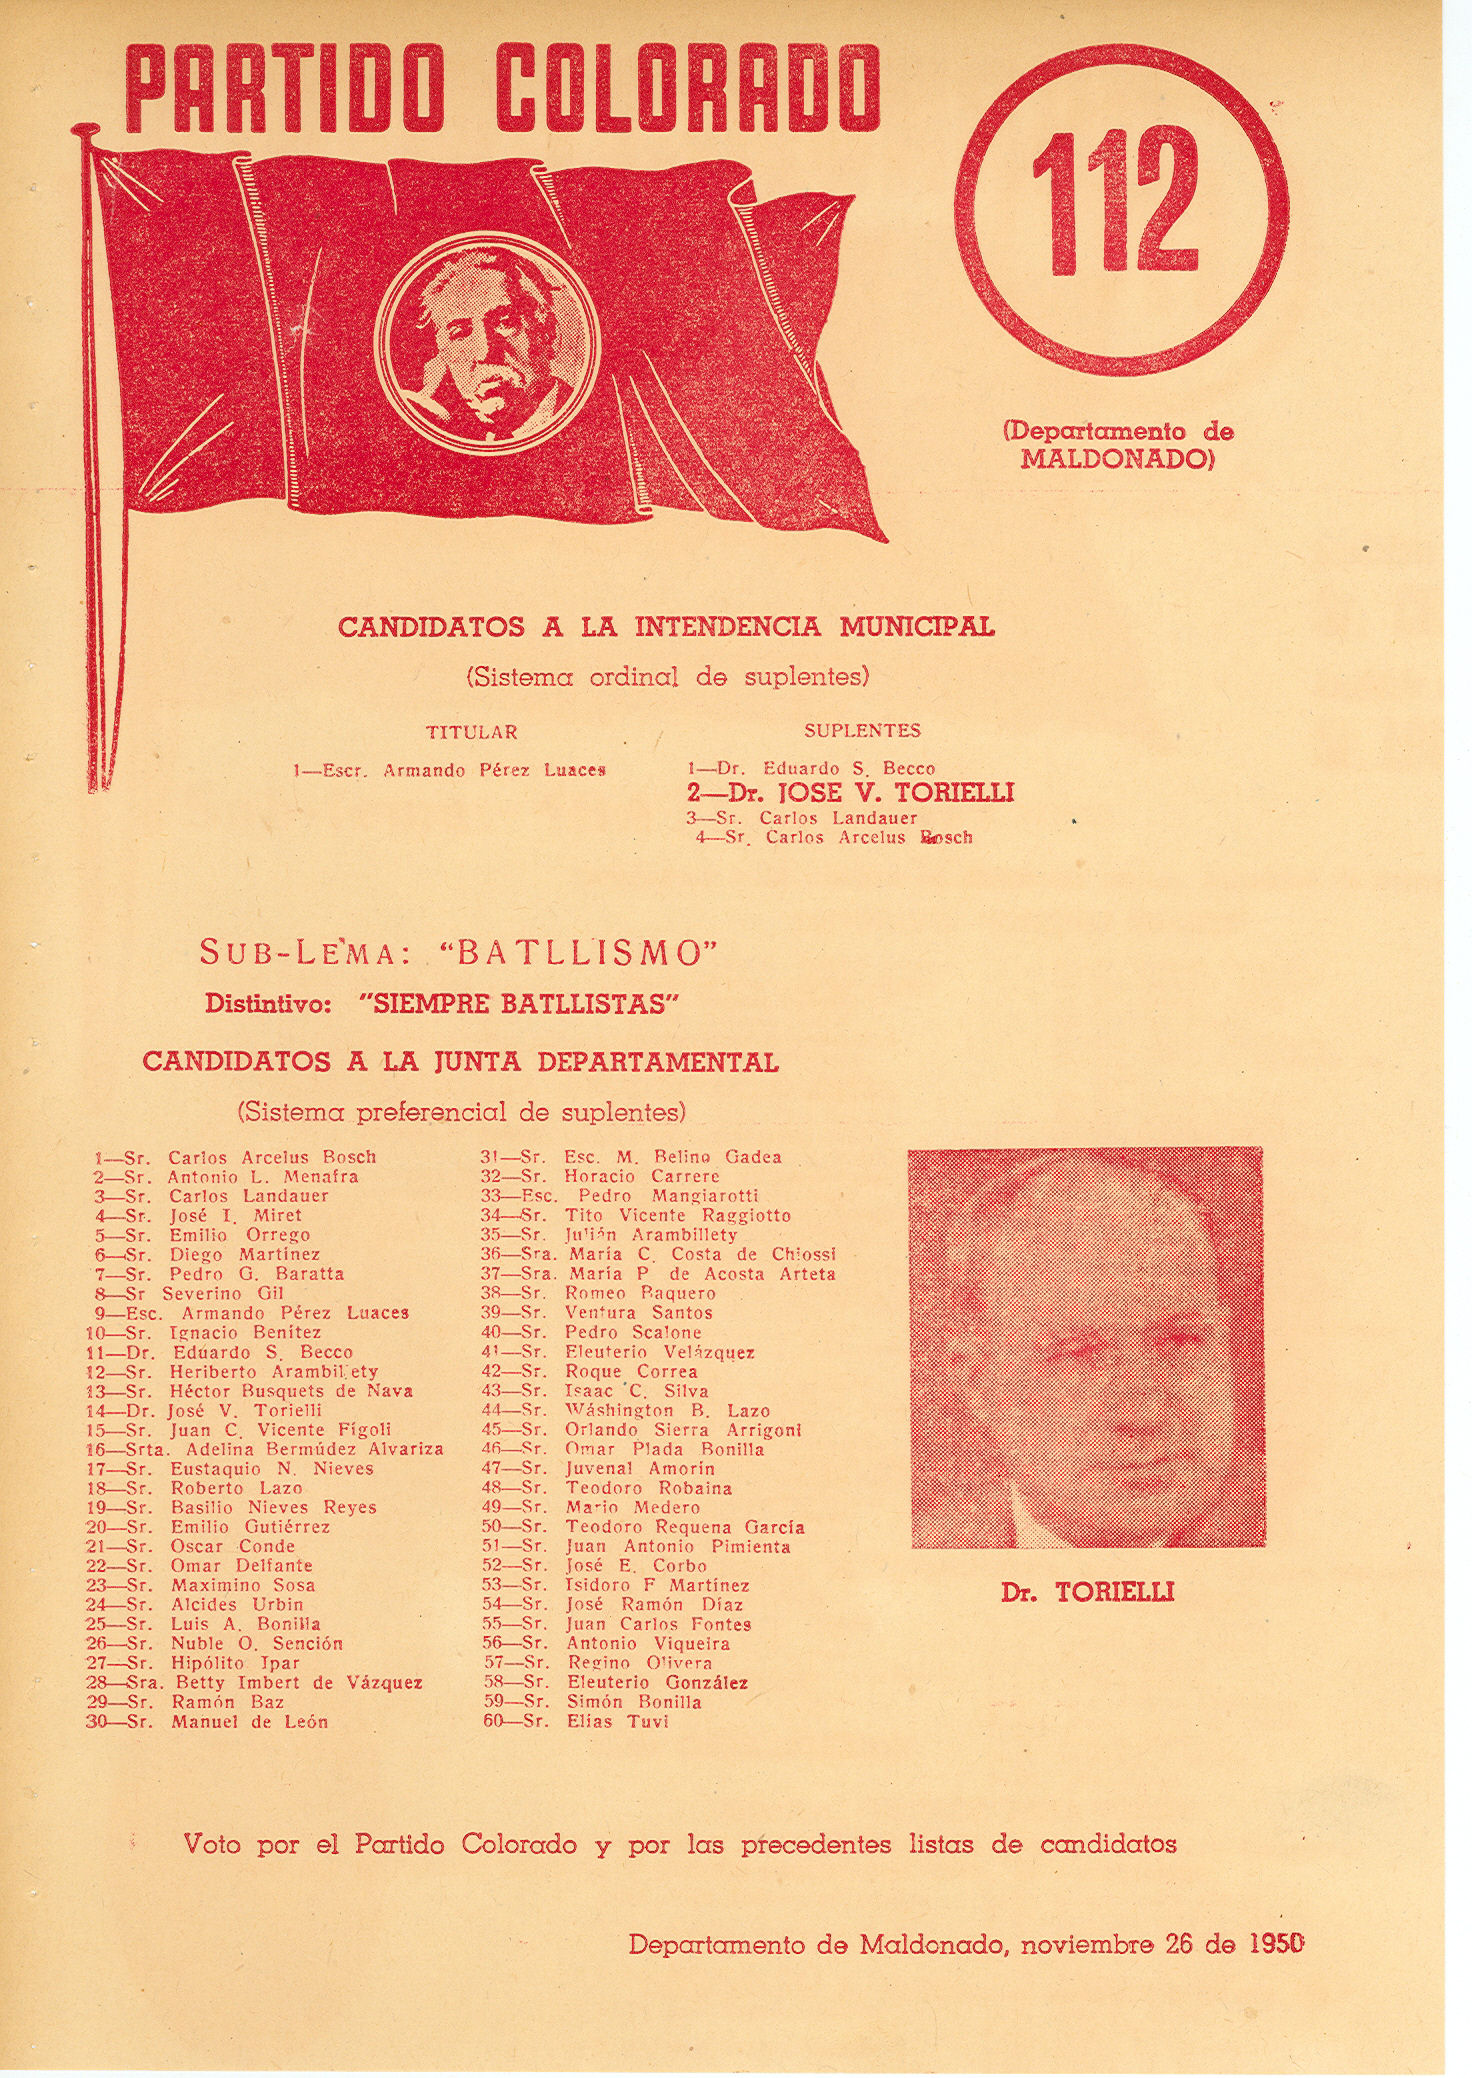 PARTIDO COLORADO
112
(Departamento de
MALDONADO)
CANDIDATOS A LA INTENDENCIA MUNICIPAL
(Sistema ordinal de suplentes)
TITULAR
1—Escr. Armando Pérez Luaces
SUPLENTES
1—Dr. Eduardo S. Becco
2—Dr. JOSE V. TORIELLI
3—Sr. Carlos Landauer
4—Sr. Carlos Arcelus Bosch
SUB-LEMA: "BATLLISMO"
Distintivo: "SIEMPRE BATLLISTAS"
CANDIDATOS A LA JUNTA DEPARTAMENTAL
(Sistema preferencial de suplentes)
1—Sr. Carlos Arcelus Bosch
2—Sr. Antonio L. Menafra
3—Sr. Carlos Landauer
4—Sr. José I. Miret
5—Sr. Emilio Orrego
6—Sr. Diego Martínez
7—Sr. Pedro G. Baratta
8—Sr Severino Gil
9—Esc. Armando Pérez Luaces
10—Sr. Ignacio Benítez
11—Dr. Eduardo S. Becco
12—Sr. Heriberto Arambillety
13—Sr. Héctor Busquets de Nava
14—Dr. José V. Torielli
15—Sr. Juan C. Vicente Fígoli
16—Srta. Adelina Bermúdez Alvariza
17—Sr. Eustaquio N. Nieves
18—Sr. Roberto Lazo
19—Sr. Basilio Nieves Reyes
20—Sr. Emilio Gutiérrez
21—Sr. Oscar Conde
22—Sr. Omar Delfante
23—Sr. Maximino Sosa
24—Sr. Alcides Urbin
25—Sr. Luis A. Bonilla
26—Sr. Nuble O. Sención
27—Sr. Hipólito Ipar
28—Sra. Betty Imbert de Vázquez
29—Sr. Ramón Baz
30—Sr. Manuel de León
31—Sr. Esc. M. Belino Gadea
32—Sr. Horacio Carrere
33—Esc. Pedro Mangiarotti
34—Sr. Tito Vicente Raggiotto
35—Sr. Julián Arambillety
36—Sra. María C. Costa de Chiossi
37—Sra. María P. de Acosta Arteta
38—Sr. Romeo Baquero
39—Sr. Ventura Santos
40—Sr. Pedro Scalone
41—Sr. Eleuterio Velázquez
42—Sr. Roque Correa
43—Sr. Isaac C. Silva
44—Sr. Wáshington B. Lazo
45—Sr. Orlando Sierra Arrigoni
46—Sr. Omar Plada Bonilla
47—Sr. Juvenal Amorín
48—Sr. Teodoro Robaina
49—Sr. Mario Medero
50—Sr. Teodoro Requena García
51—Sr. Juan Antonio Pimienta
52—Sr. José E. Corbo
53—Sr. Isidoro F Martínez
54—Sr. José Ramón Díaz
55—Sr. Juan Carlos Fontes
56—Sr. Antonio Viqueira
57—Sr. Regino Olivera
58—Sr. Eleuterio González
59—Sr. Simón Bonilla
60—Sr. Elías Tuvi
Dr. TORIELLI
Voto por el Partido Colorado y por las precedentes listas de candidatos
Departamento de Maldonado, noviembre 26 de 1950